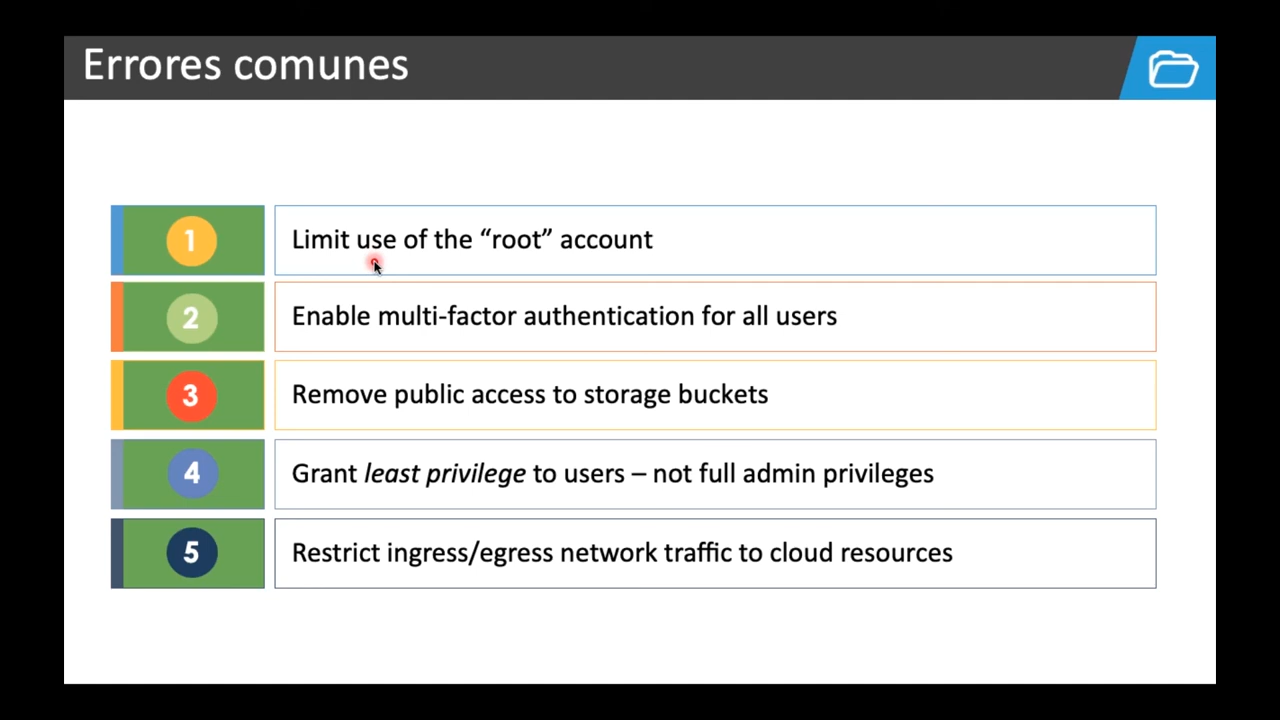 Errores comunes
1
Limit use of the “root” account
2
Enable multi-factor authentication for all users
3
Remove public access to storage buckets
4
Grant least privilege to users – not full admin privileges
5
Restrict ingress/egress network traffic to cloud resources